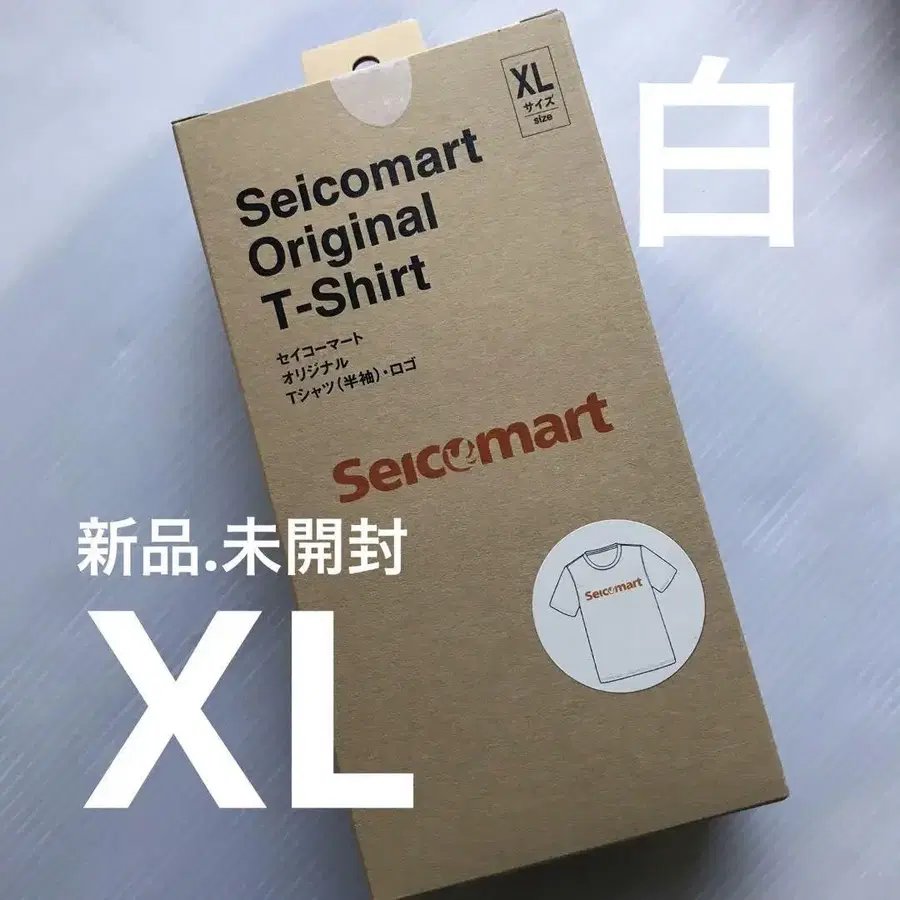 XL
サイズ
size
白
Seicomart
Original
T-Shirt
セイコーマート
オリジナル
Tシャツ(半袖)・ロゴ
Seicomart
新品.未開封
Seicomart
XL